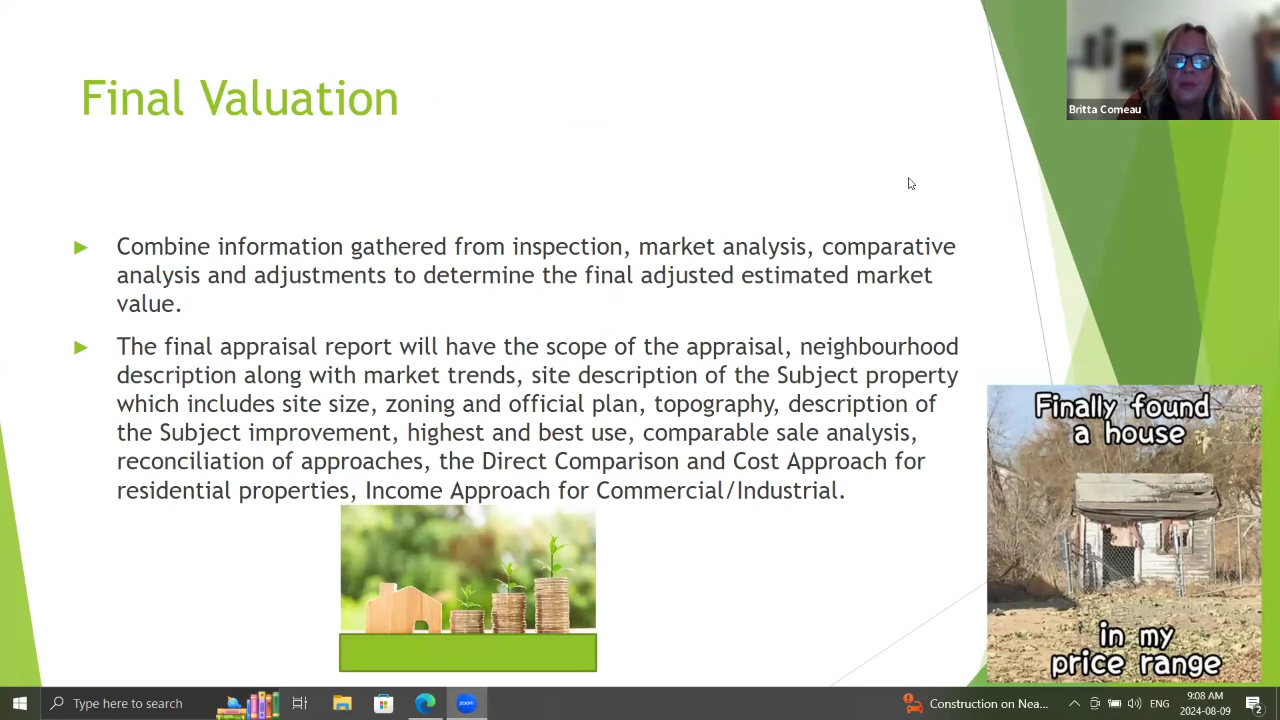 Final Valuation
Britta Comeau
Combine information gathered from inspection, market analysis, comparative
analysis and adjustments to determine the final adjusted estimated market
value.
The final appraisal report will have the scope of the appraisal, neighbourhood
description along with market trends, site description of the Subject property
which includes site size, zoning and official plan, topography, description of
the Subject improvement, highest and best use, comparable sale analysis,
reconciliation of approaches, the Direct Comparison and Cost Approach for
residential properties, Income Approach for Commercial/Industrial.
Finally found
a house
in my
price range
Type here to search
zoom
Construction on Nea...
ENG
9:08 AM
2024-08-09
2